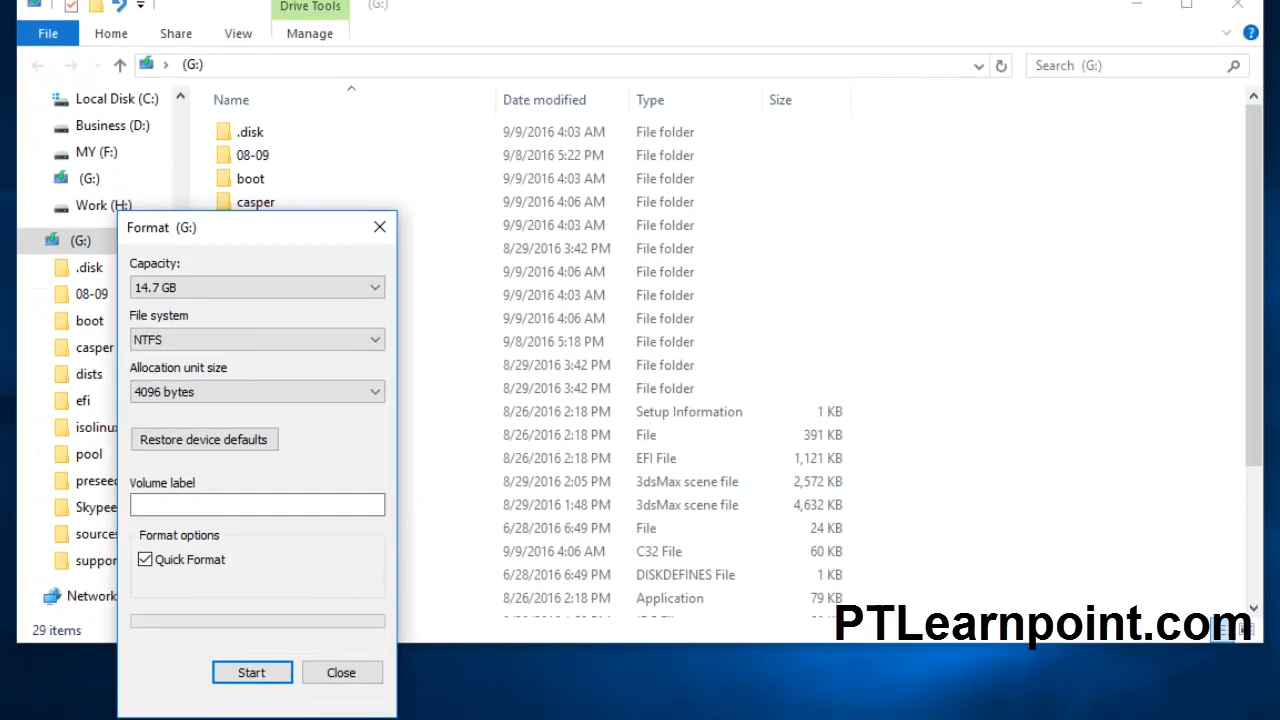 Drive Tools (G:)
File Home Share View Manage
(G:) Search (G:)
Local Disk (C:)
Business (D:)
MY (F:)
(G:)
Work (H:)
(G:)
.disk
08-09
boot
casper
dists
efi
isolinu
pool
preseed
Skypee
source
suppor
Network
29 items
Name Date modified Type Size
.disk 9/9/2016 4:03 AM File folder
08-09 9/8/2016 5:22 PM File folder
boot 9/9/2016 4:03 AM File folder
casper 9/9/2016 4:06 AM File folder
9/9/2016 4:03 AM File folder
8/29/2016 3:42 PM File folder
9/9/2016 4:06 AM File folder
9/9/2016 4:03 AM File folder
9/9/2016 4:06 AM File folder
9/8/2016 5:18 PM File folder
8/29/2016 3:42 PM File folder
8/29/2016 3:42 PM File folder
8/26/2016 2:18 PM Setup Information 1 KB
8/26/2016 2:18 PM File 391 KB
8/26/2016 2:18 PM EFI File 1,121 KB
8/29/2016 2:05 PM 3dsMax scene file 2,572 KB
8/29/2016 1:48 PM 3dsMax scene file 4,632 KB
6/28/2016 6:49 PM File 24 KB
9/9/2016 4:06 AM C32 File 60 KB
6/28/2016 6:49 PM DISKDEFINES File 1 KB
8/26/2016 2:18 PM Application 79 KB
Format (G:)
Capacity:
14.7 GB
File system
NTFS
Allocation unit size
4096 bytes
Restore device defaults
Volume label
Format options
Quick Format
Start Close
PTLearnpoint.com